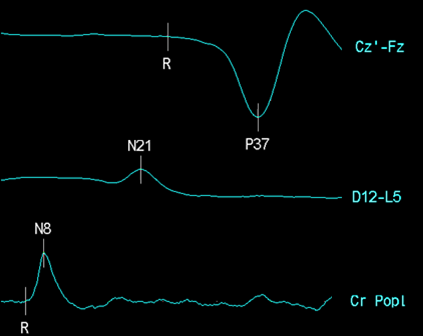 Cz'-Fz
R
P37
N21
D12-L5
N8
Cr Popl
R